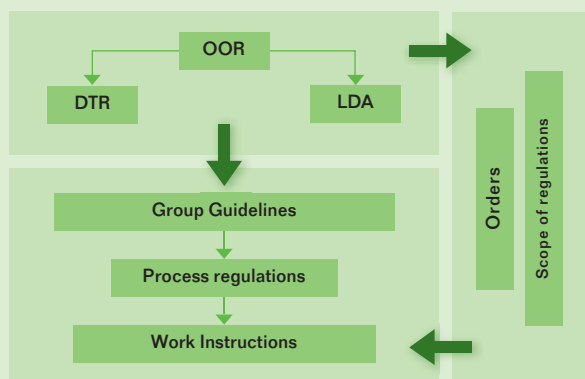 OOR
DTR
LDA
Group Guidelines
Process regulations
Work Instructions
Orders
Scope of regulations